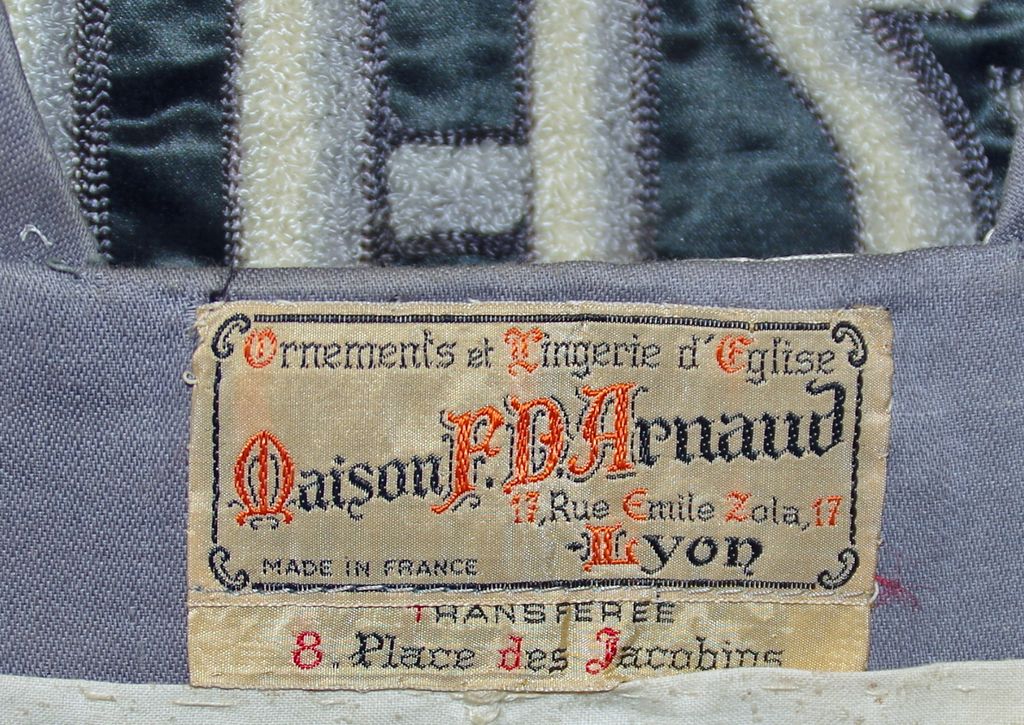 Ornements et Lingerie d'Eglise
Maison F. D. Arnaud
17, Rue Emile Zola, 17
-Lyon
MADE IN FRANCE
TRANSFEREE
8. Place des Jacobins